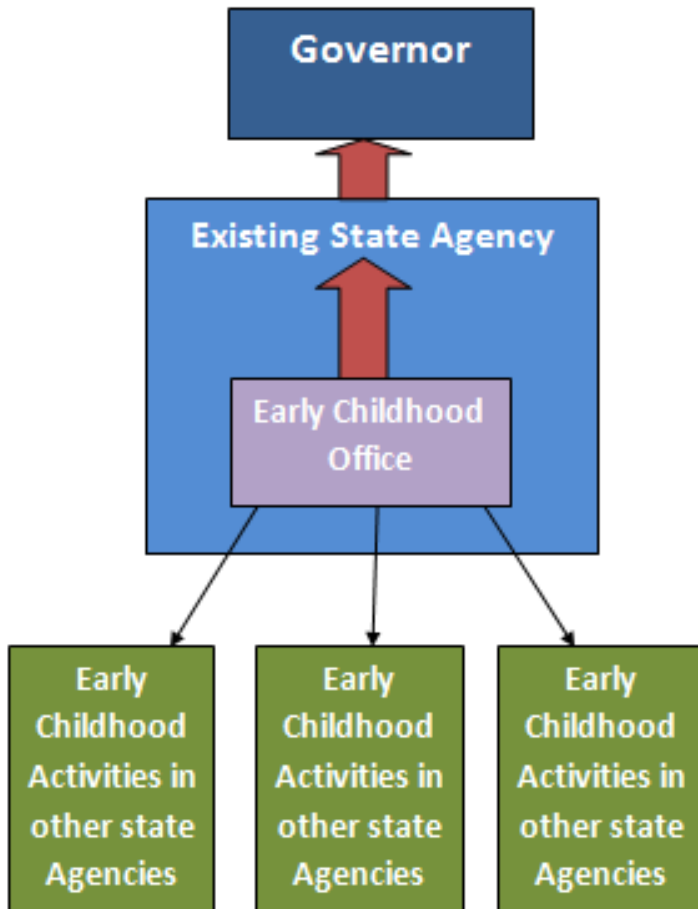 Governor
Existing State Agency
Early Childhood
Office
Early
Childhood
Activities in
other state
Agencies
Early
Childhood
Activities in
other state
Agencies
Early
Childhood
Activities in
other state
Agencies